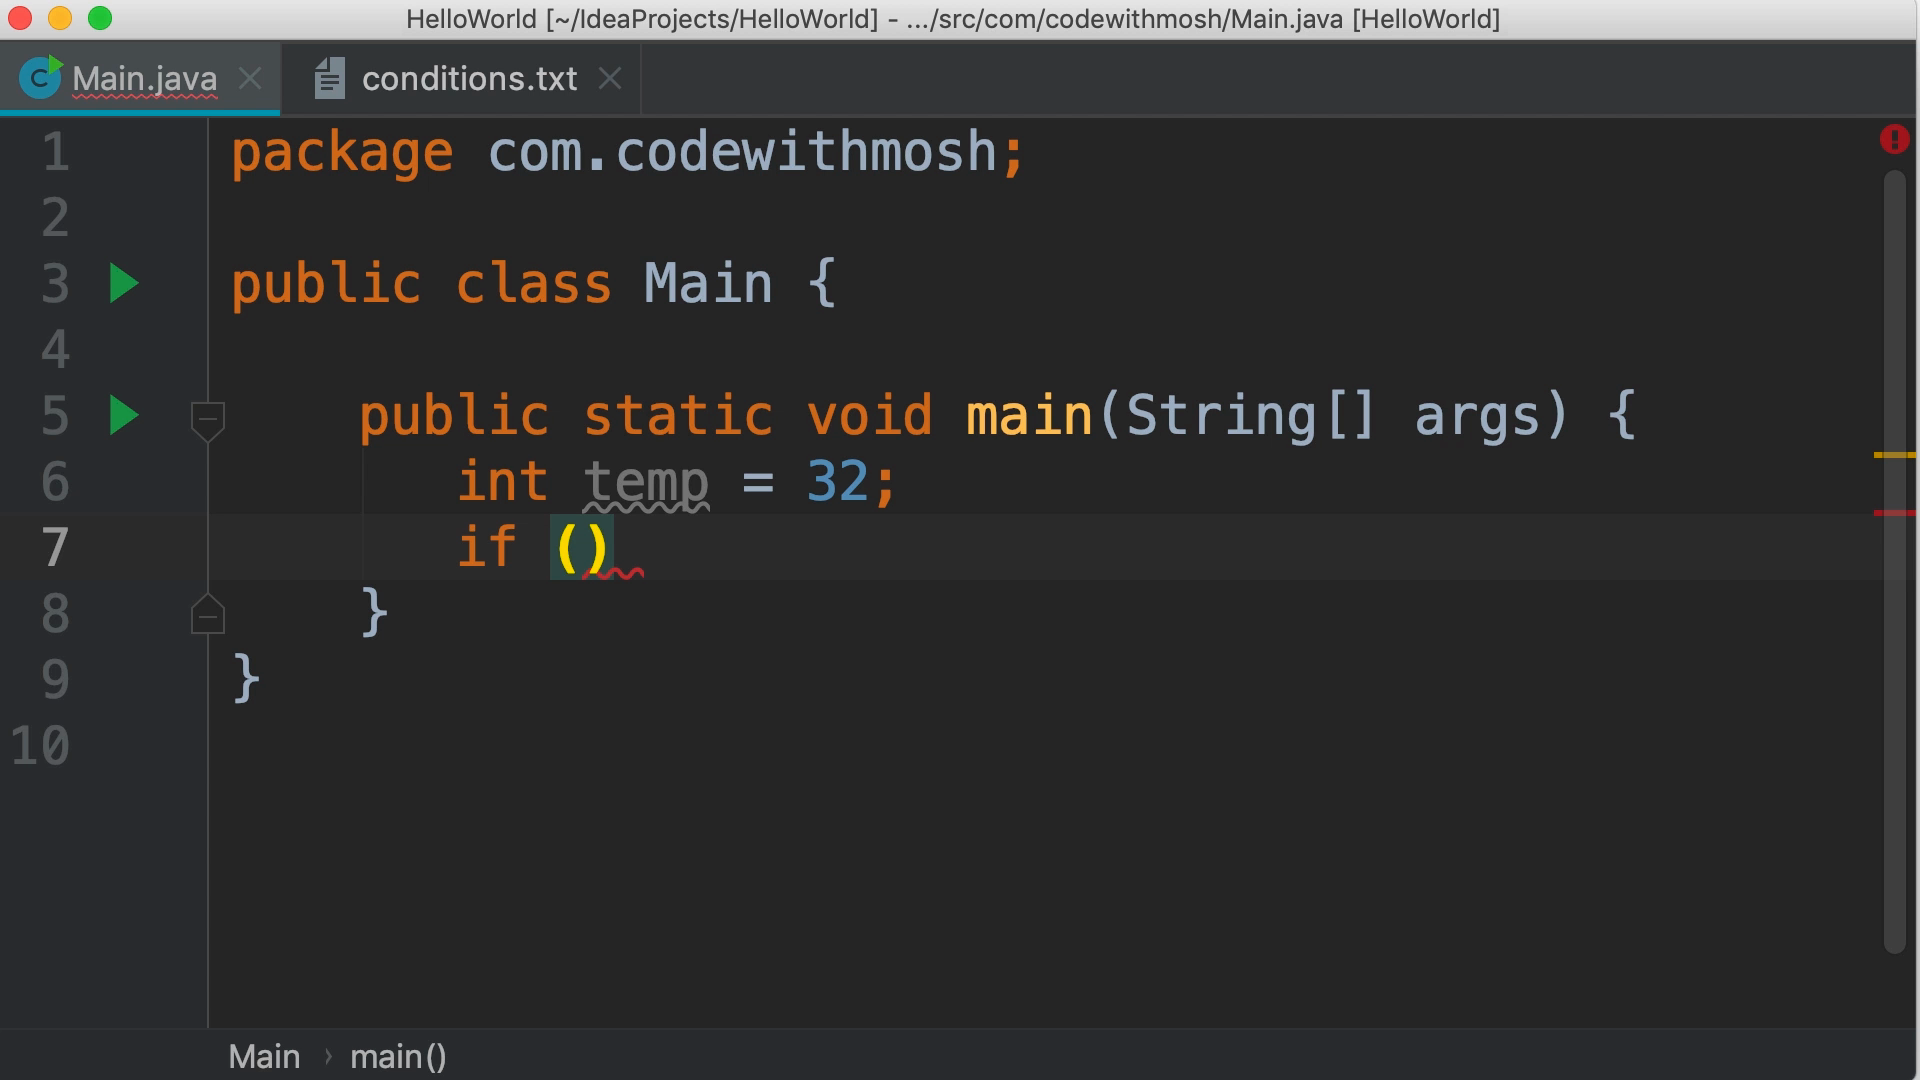 HelloWorld [~/IdeaProjects/HelloWorld] - .../src/com/codewithmosh/Main.java [HelloWorld]
Main.java conditions.txt
1 package com.codewithmosh;
2
3 public class Main {
4
5 public static void main(String[] args) {
6 int temp = 32;
7 if ()
8 }
9 }
10
Main › main()